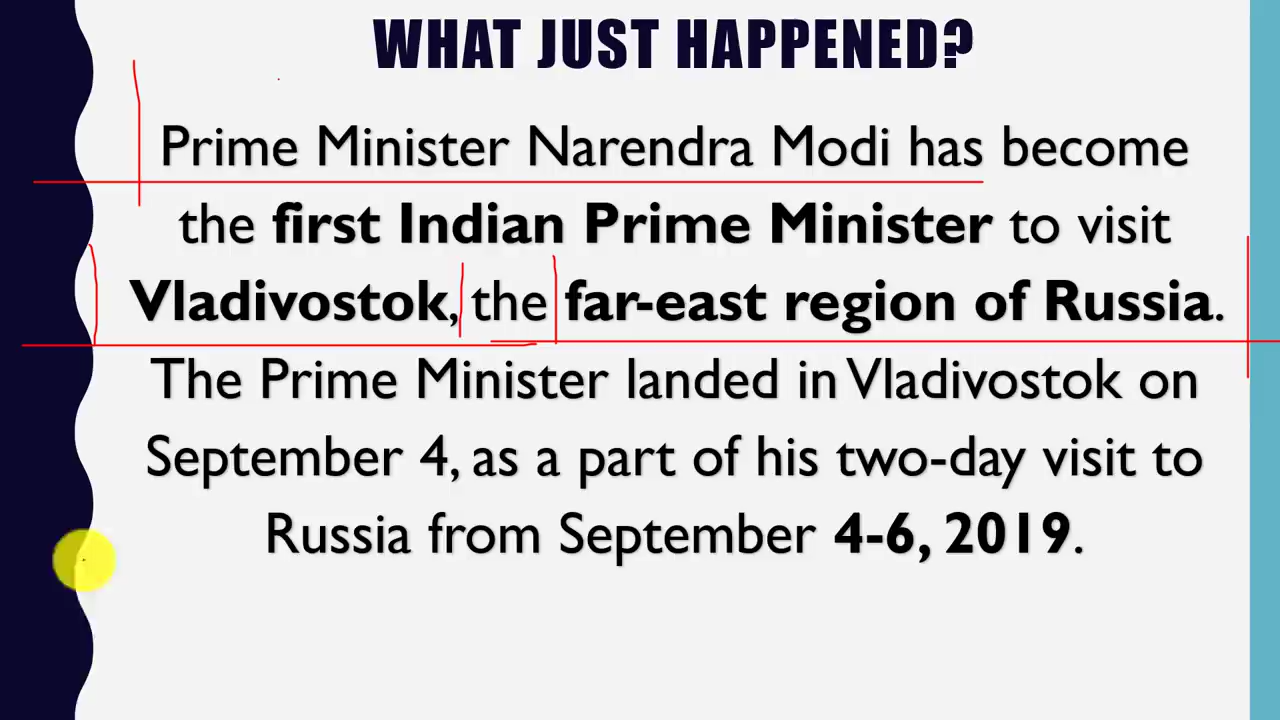 WHAT JUST HAPPENED?
Prime Minister Narendra Modi has become
the first Indian Prime Minister to visit
Vladivostok, the far-east region of Russia.
The Prime Minister landed in Vladivostok on
September 4, as a part of his two-day visit to
Russia from September 4-6, 2019.